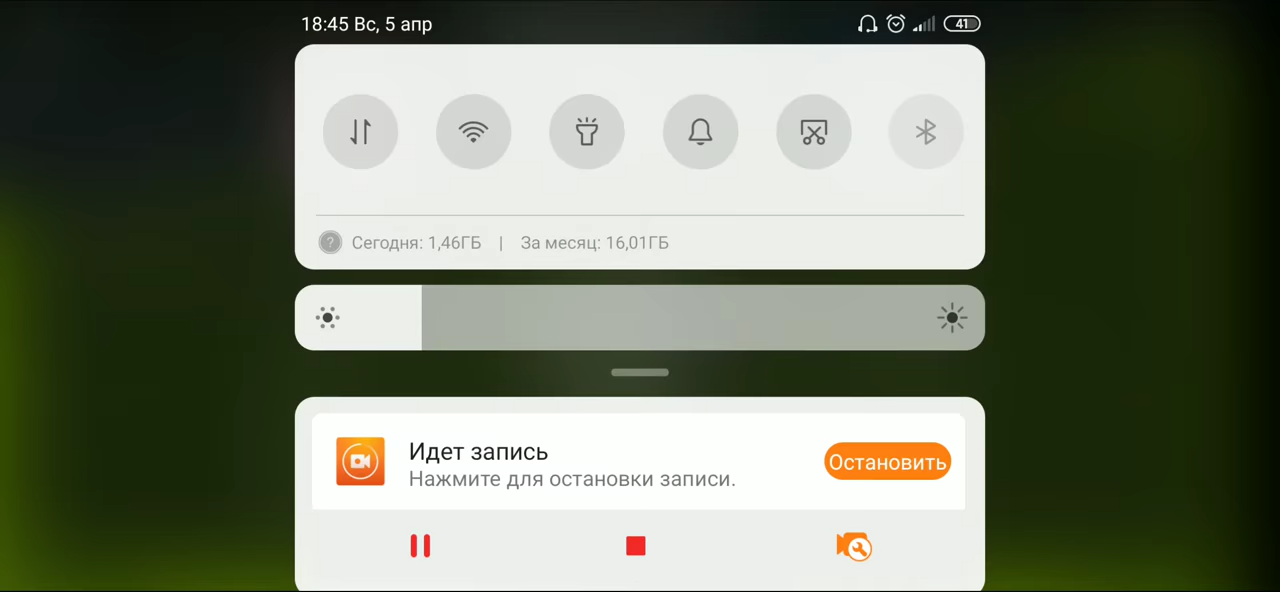 18:45 Вс, 5 апр
41
Сегодня: 1,46ГБ | За месяц: 16,01ГБ
Идет запись
Нажмите для остановки записи.
Остановить